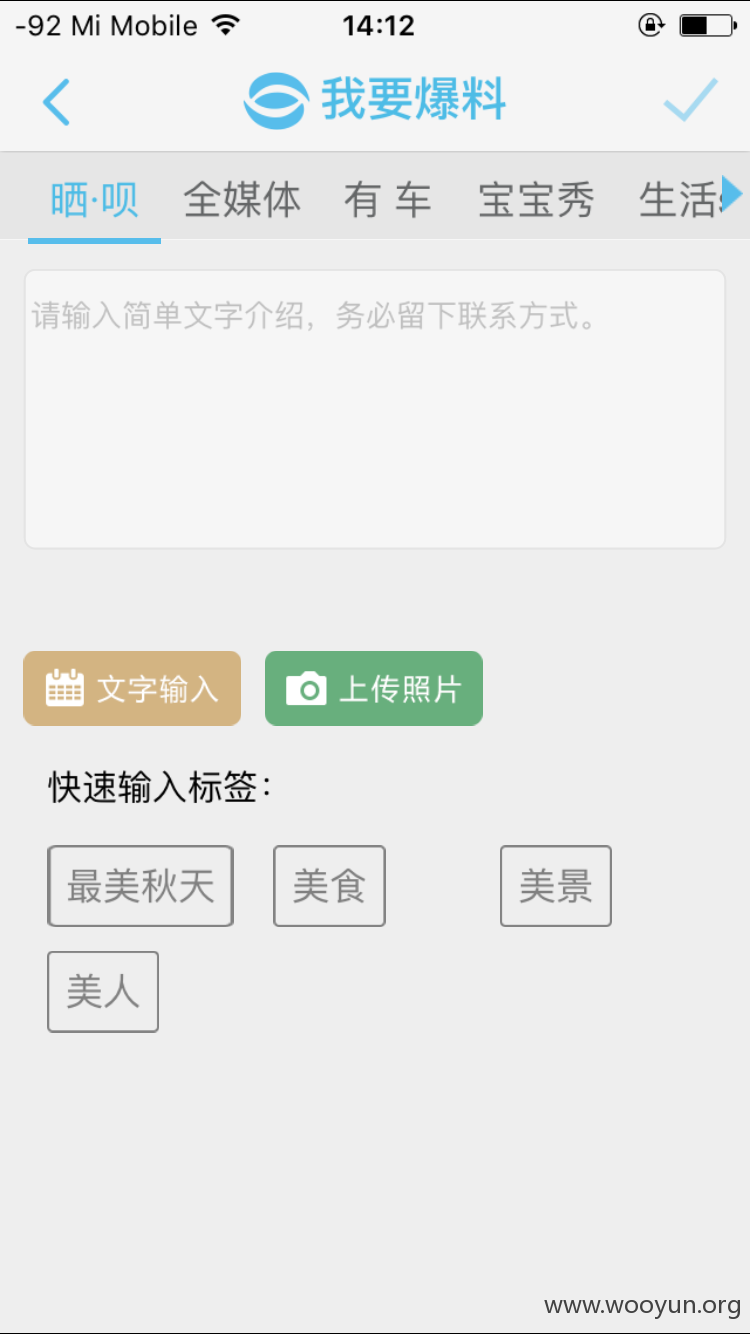 -92 Mi Mobile 14:12
我要爆料
晒·呗 全媒体 有 车 宝宝秀 生活
请输入简单文字介绍，务必留下联系方式。
文字输入 上传照片
快速输入标签：
最美秋天 美食 美景
美人
www.wooyun.org